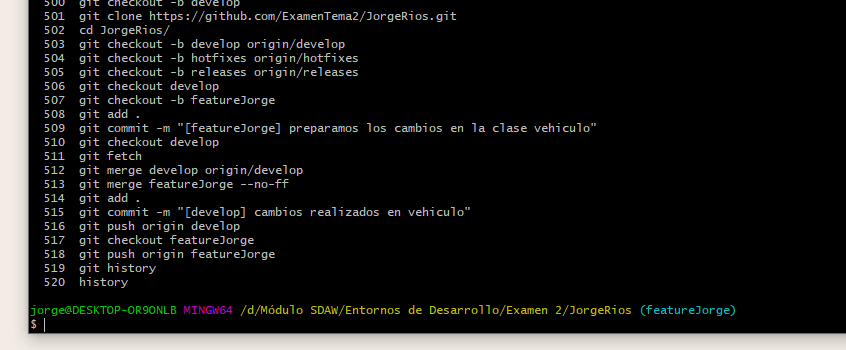 500 git checkout -b develop
501 git clone https://github.com/ExamenTema2/JorgeRios.git
502 cd JorgeRios/
503 git checkout -b develop origin/develop
504 git checkout -b hotfixes origin/hotfixes
505 git checkout -b releases origin/releases
506 git checkout develop
507 git checkout -b featureJorge
508 git add .
509 git commit -m "[featureJorge] preparamos los cambios en la clase vehiculo"
510 git checkout develop
511 git fetch
512 git merge develop origin/develop
513 git merge featureJorge --no-ff
514 git add .
515 git commit -m "[develop] cambios realizados en vehiculo"
516 git push origin develop
517 git checkout featureJorge
518 git push origin featureJorge
519 git history
520 history
jorge@DESKTOP-OR9ONLB MINGW64 /d/Módulo SDAW/Entornos de Desarrollo/Examen 2/JorgeRios (featureJorge)
$